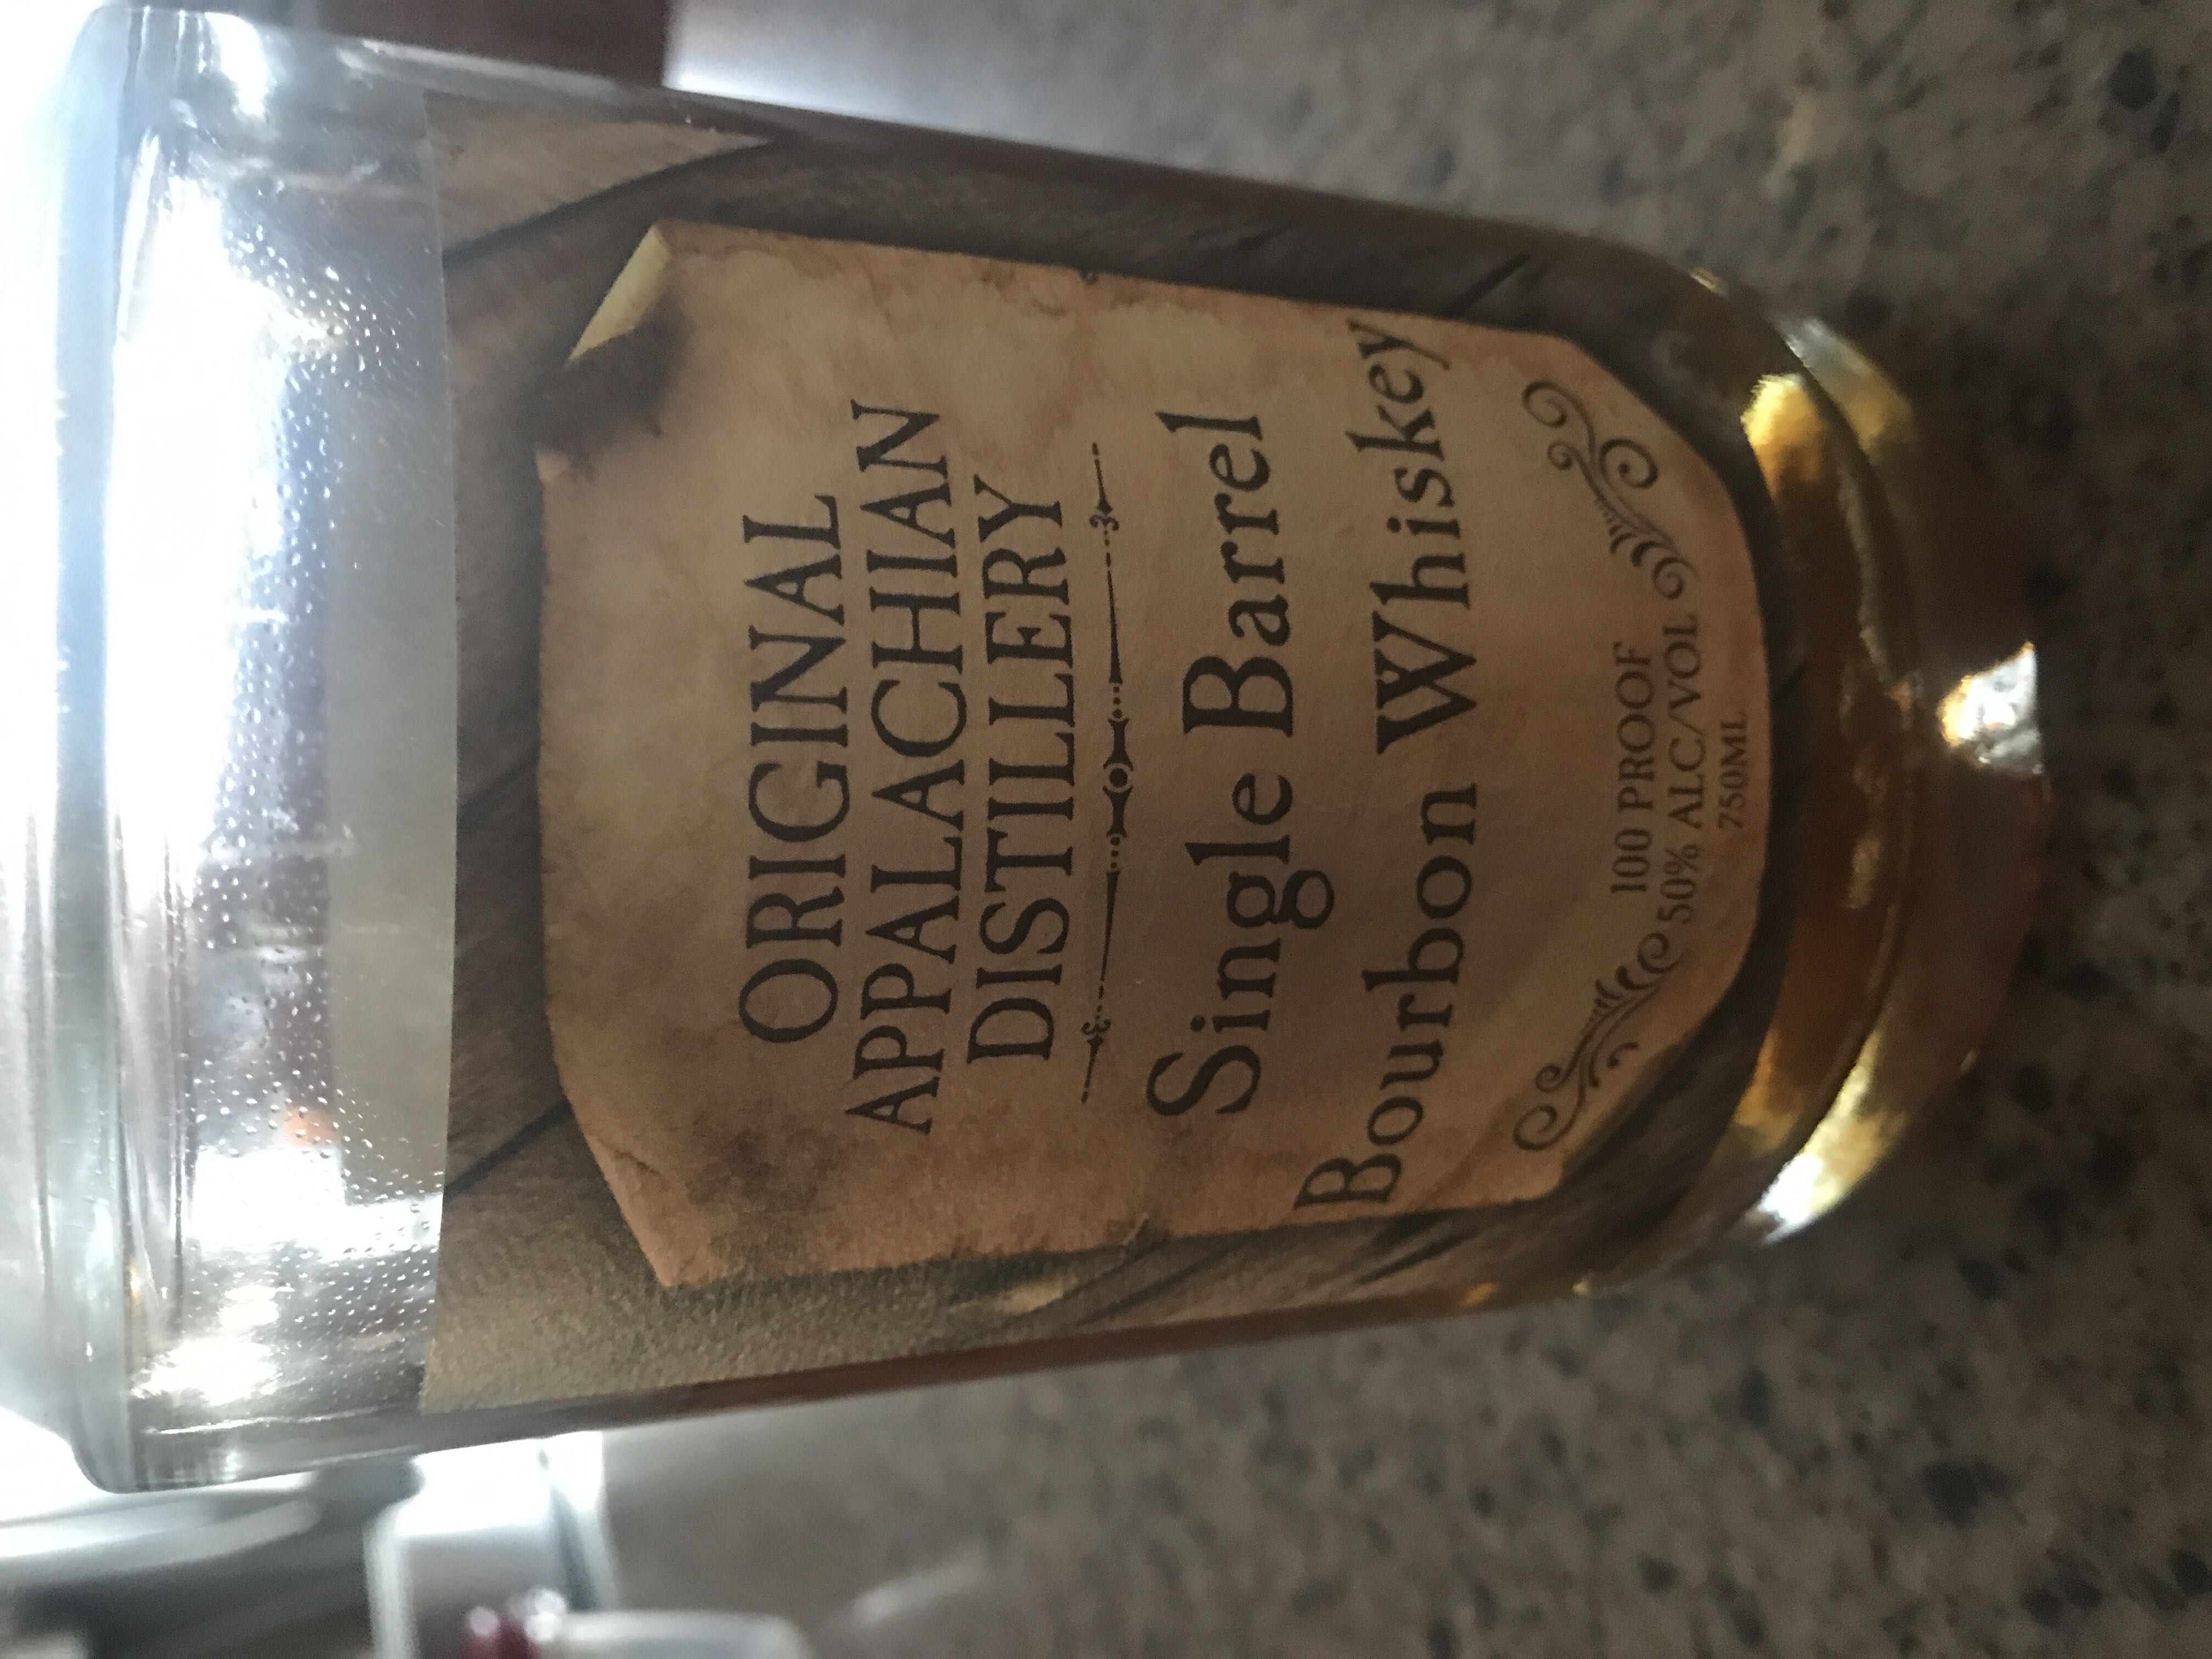 ORIGINAL
APPALACHIAN
DISTILLERY
Single Barrel
Bourbon Whiskey
100 PROOF
50% ALC/VOL
750ML